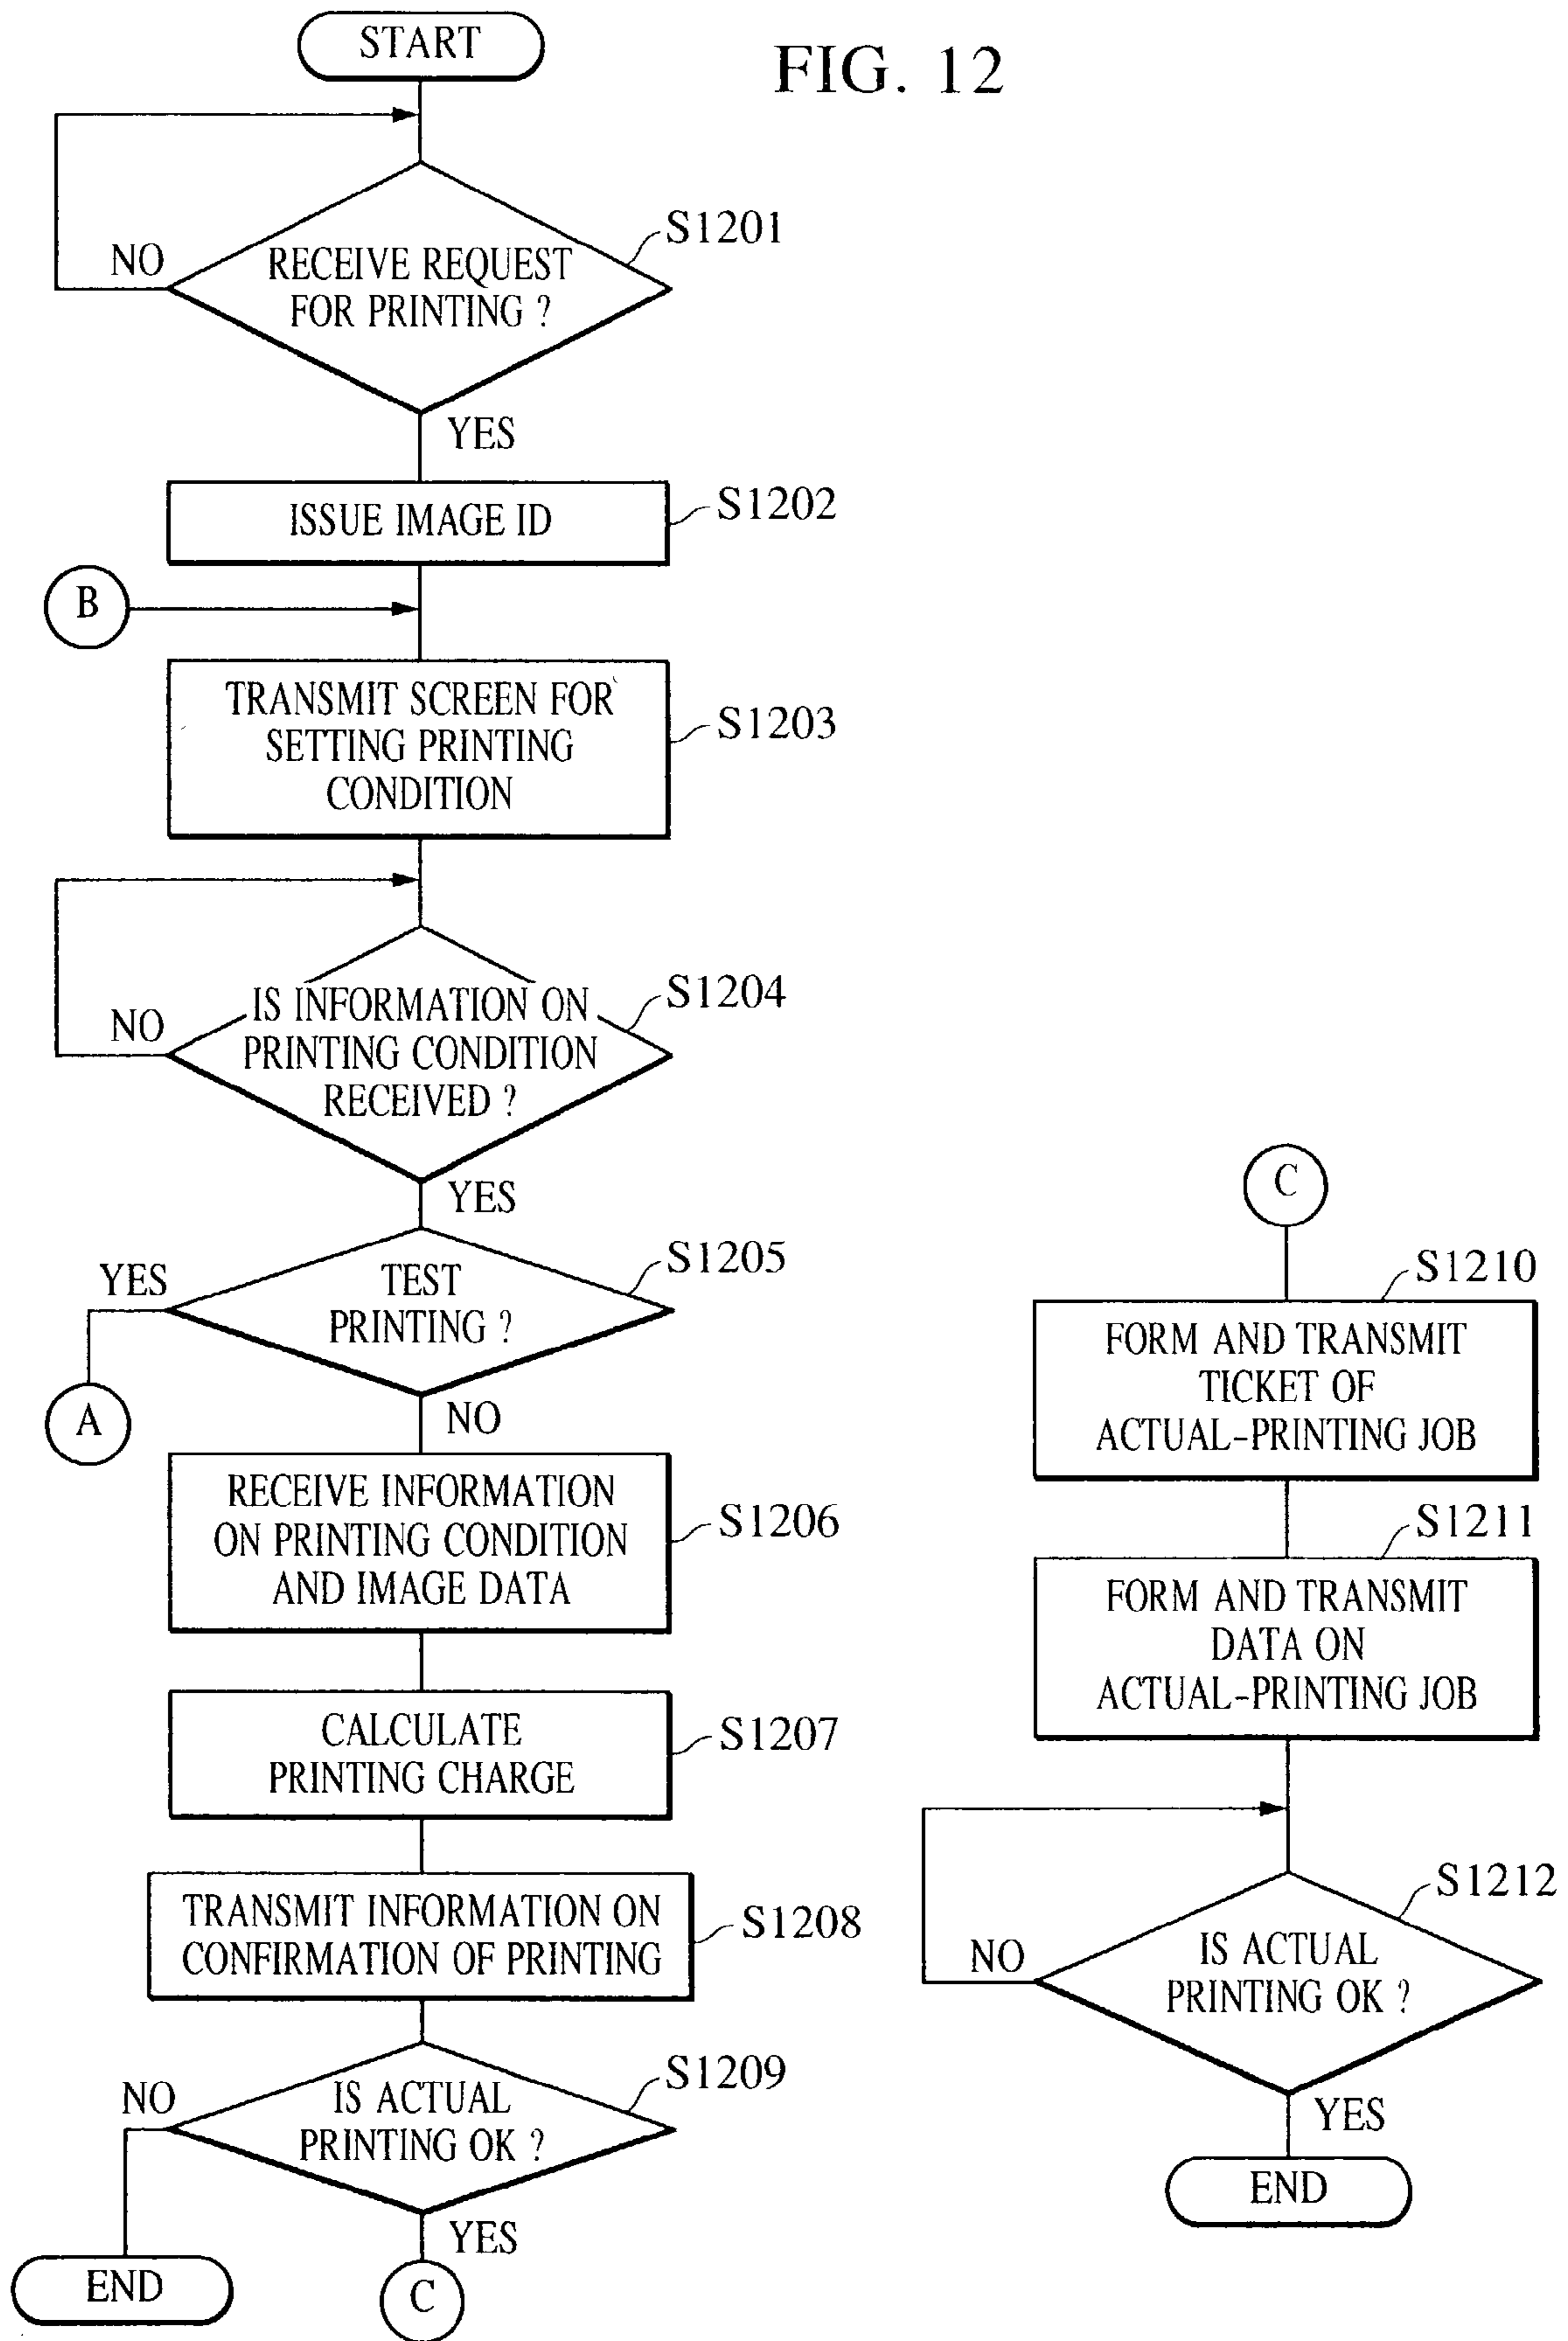 START
FIG. 12
S1201
NO
RECEIVE REQUEST
FOR PRINTING ?
YES
ISSUE IMAGE ID
S1202
B
TRANSMIT SCREEN FOR
SETTING PRINTING
CONDITION
S1203
IS INFORMATION ON
PRINTING CONDITION
RECEIVED ?
S1204
NO
YES
TEST
PRINTING ?
S1205
YES
A
NO
RECEIVE INFORMATION
ON PRINTING CONDITION
AND IMAGE DATA
S1206
CALCULATE
PRINTING CHARGE
S1207
TRANSMIT INFORMATION ON
CONFIRMATION OF PRINTING
S1208
IS ACTUAL
PRINTING OK ?
S1209
NO
YES
END
C
C
S1210
FORM AND TRANSMIT
TICKET OF
ACTUAL-PRINTING JOB
S1211
FORM AND TRANSMIT
DATA ON
ACTUAL-PRINTING JOB
S1212
NO
IS ACTUAL
PRINTING OK ?
YES
END